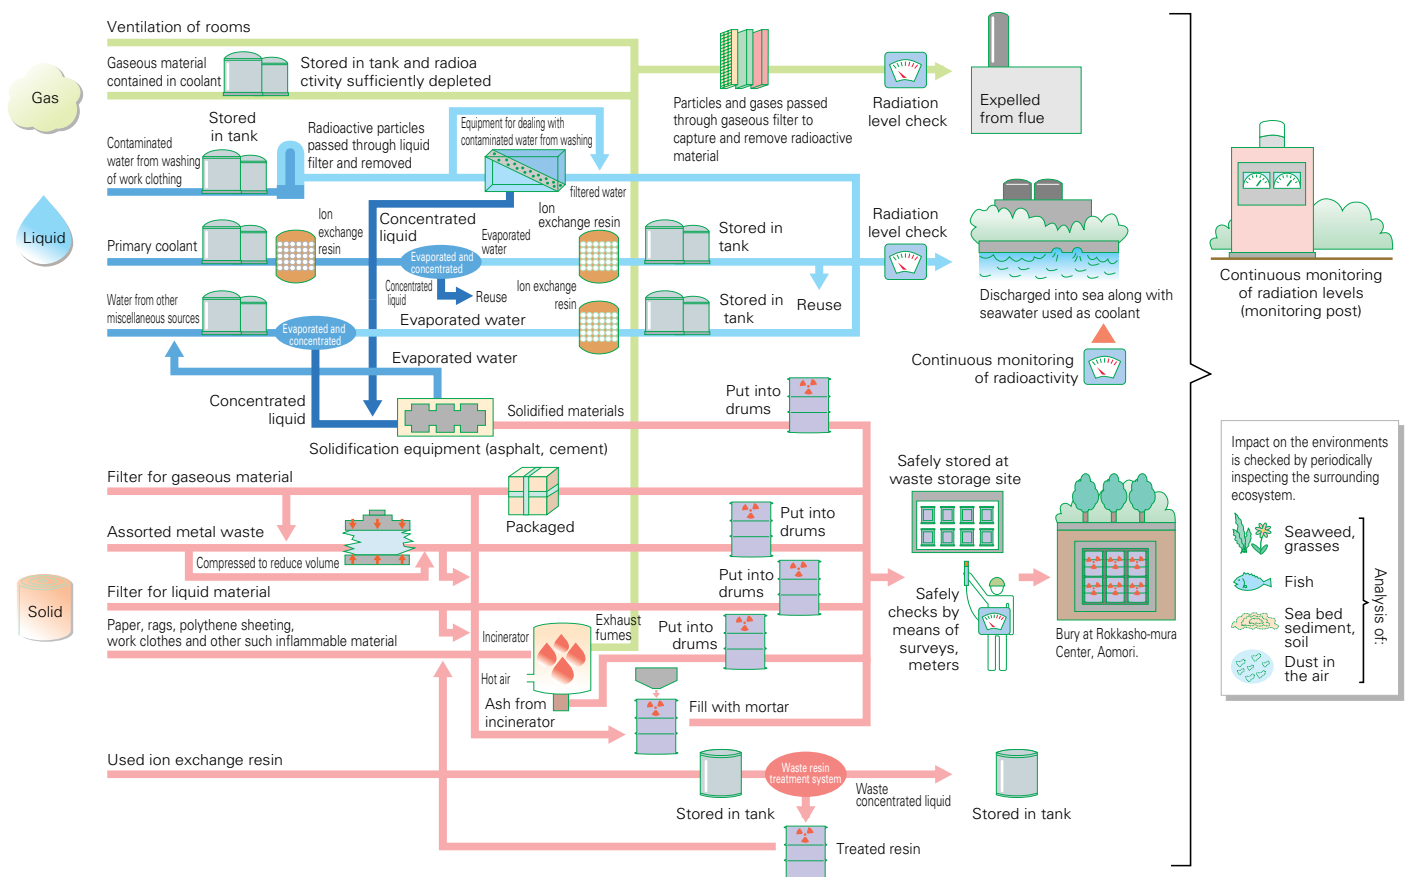 Ventilation of rooms
Gas
Gaseous material
contained in coolant
Stored in tank and radioa
ctivity sufficiently depleted
Particles and gases passed
through gaseous filter to
capture and remove radioactive
material
Radiation
level check
Expelled
from flue
Liquid
Contaminated
water from washing
of work clothing
Stored
in tank
Radioactive particles
passed through liquid
filter and removed
Equipment for dealing with
contaminated water from washing
filtered water
Primary coolant
Ion
exchange
resin
Concentrated
liquid
Evaporated and
concentrated
Evaporated
water
Concentrated
liquid
Reuse
Ion
exchange resin
Stored in
tank
Radiation
level check
Reuse
Discharged into sea along with
seawater used as coolant
Continuous monitoring
of radioactivity
Water from other
miscellaneous sources
Evaporated and
concentrated
Evaporated water
Ion exchange
resin
Stored in
tank
Evaporated water
Concentrated
liquid
Solidification equipment (asphalt, cement)
Solidified materials
Put into
drums
Solid
Filter for gaseous material
Packaged
Assorted metal waste
Compressed to reduce volume
Put into
drums
Filter for liquid material
Put into
drums
Paper, rags, polythene sheeting,
work clothes and other such inflammable material
Incinerator
Hot air
Exhaust
fumes
Ash from
incinerator
Put into
drums
Fill with mortar
Used ion exchange resin
Stored in tank
Waste resin
treatment system
Waste
concentrated liquid
Stored in tank
Treated resin
Safely stored at
waste storage site
Safely
checks by
means of
surveys,
meters
Bury at Rokkasho-mura
Center, Aomori.
Continuous monitoring
of radiation levels
(monitoring post)
Impact on the environments
is checked by periodically
inspecting the surrounding
ecosystem.
Seaweed,
grasses
Fish
Sea bed
sediment,
soil
Dust in
the air
Analysis of: